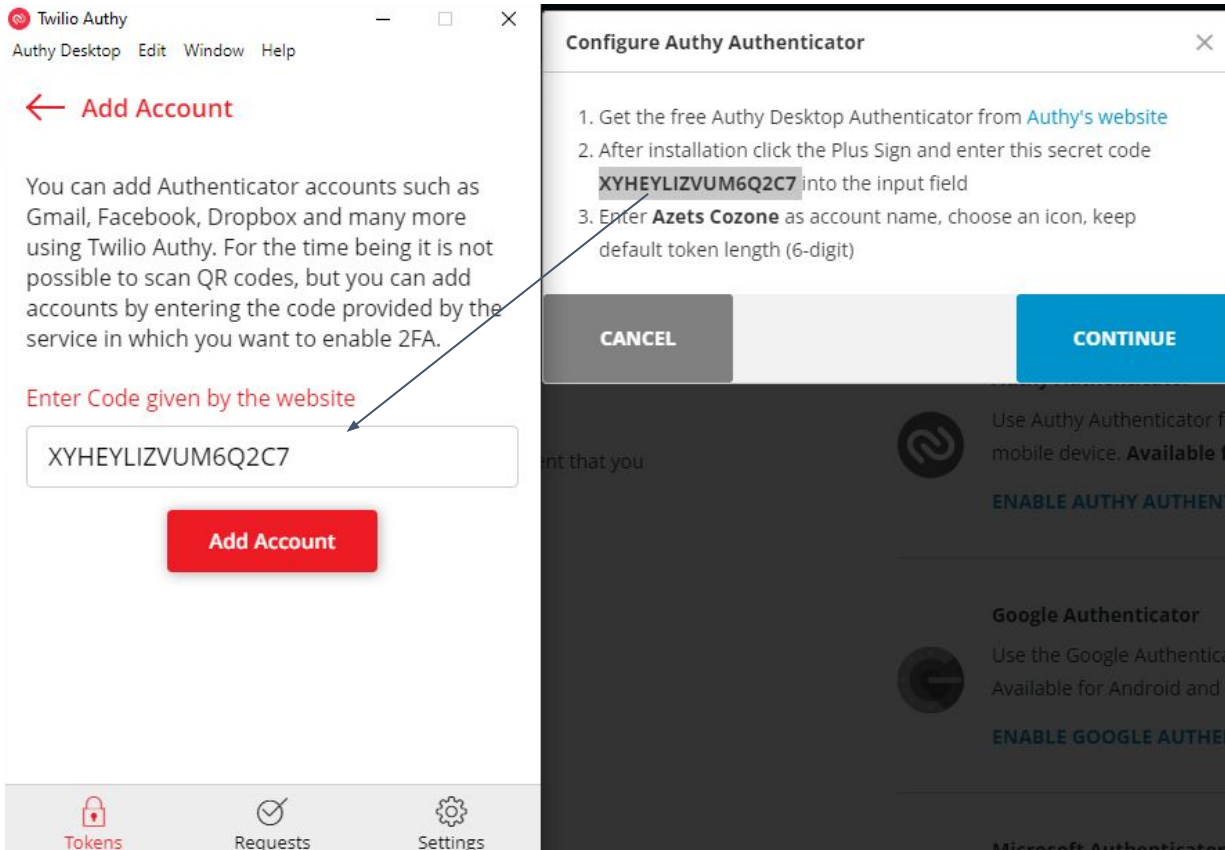 Twilio Authy
Authy Desktop Edit Window Help
Add Account
You can add Authenticator accounts such as
Gmail, Facebook, Dropbox and many more
using Twilio Authy. For the time being it is not
possible to scan QR codes, but you can add
accounts by entering the code provided by the
service in which you want to enable 2FA.
Enter Code given by the website
XYHEYLIZVUM6Q2C7
Add Account
Tokens
Requests
Settings
Configure Authy Authenticator
1. Get the free Authy Desktop Authenticator from Authy's website
2. After installation click the Plus Sign and enter this secret code
XYHEYLIZVUM6Q2C7 into the input field
3. Enter Azets Cozone as account name, choose an icon, keep
default token length (6-digit)
CANCEL
CONTINUE
that you
Use Authy Authenticator
mobile device. Available
ENABLE AUTHY
Google Authenticator
Use the Google
Available for Android and
ENABLE GOOGLE
Microsoft Authenticator